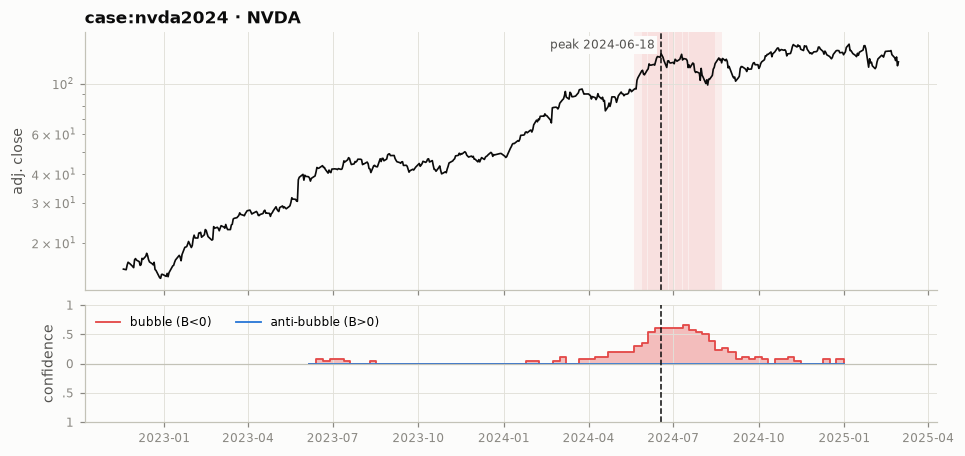 case:nvda2024 · NVDA
peak 2024-06-18
adj. close
10²
6 × 10¹
4 × 10¹
3 × 10¹
2 × 10¹
confidence
1
.5
0
.5
1
bubble (B<0)
anti-bubble (B>0)
2023-01
2023-04
2023-07
2023-10
2024-01
2024-04
2024-07
2024-10
2025-01
2025-04